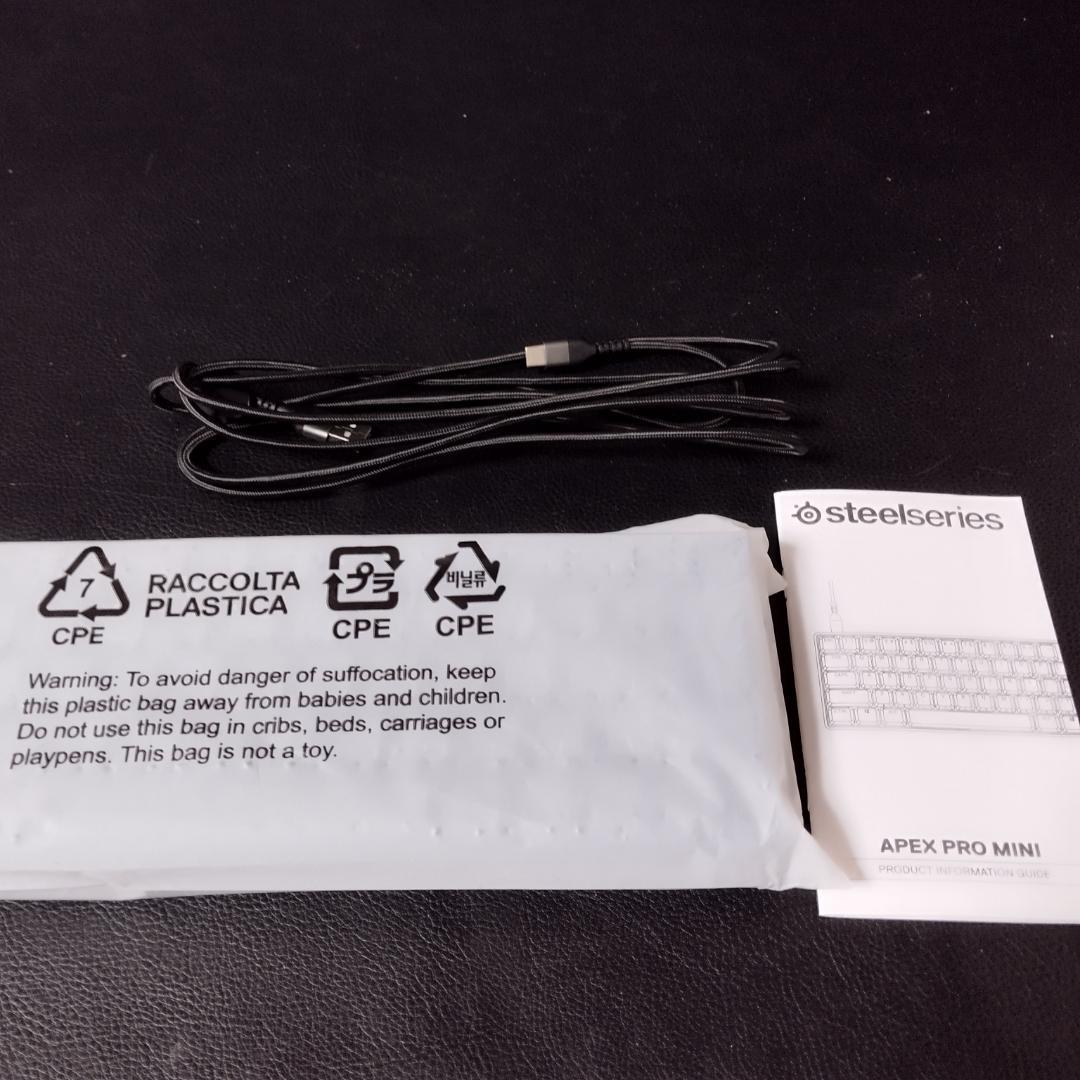 steelseries
7
CPE
RACCOLTA
PLASTICA
プラ
CPE
비닐류
CPE
Warning: To avoid danger of suffocation, keep
this plastic bag away from babies and children.
Do not use this bag in cribs, beds, carriages or
playpens. This bag is not a toy.
APEX PRO MINI
PRODUCT INFORMATION GUIDE